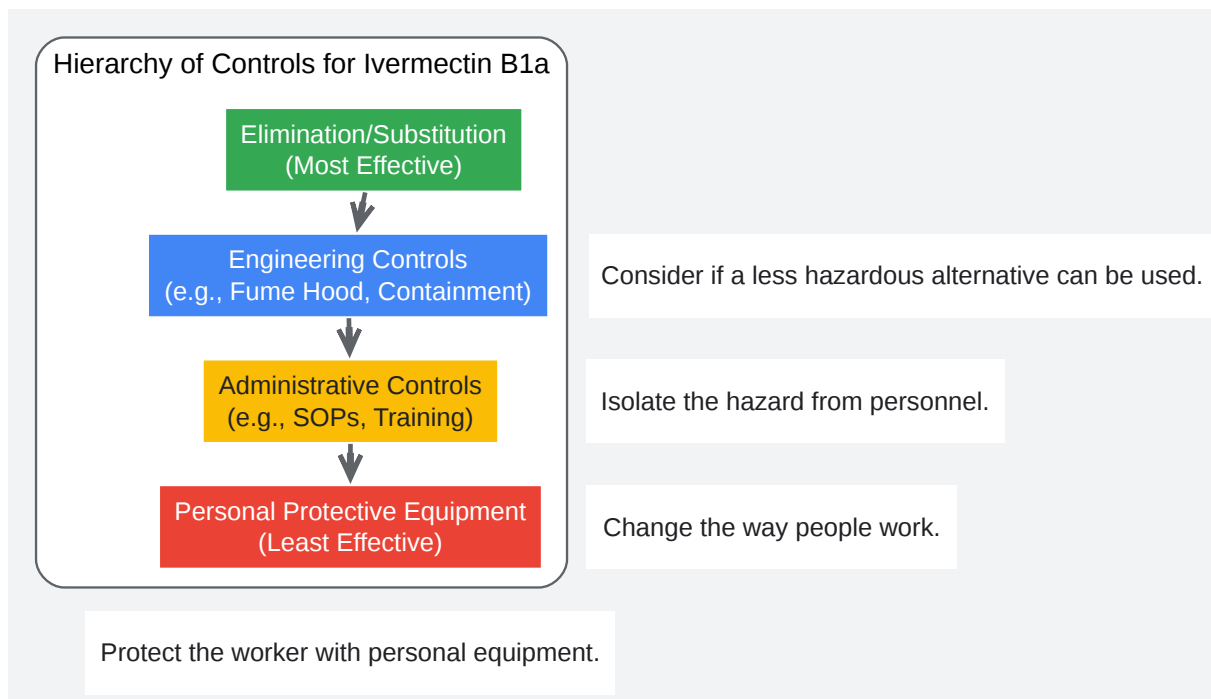 Hierarchy of Controls for Ivermectin B1a
Elimination/Substitution
(Most Effective)
Engineering Controls
(e.g., Fume Hood, Containment)
Consider if a less hazardous alternative can be used.
Administrative Controls
(e.g., SOPs, Training)
Isolate the hazard from personnel.
Personal Protective Equipment
(Least Effective)
Change the way people work.
Protect the worker with personal equipment.